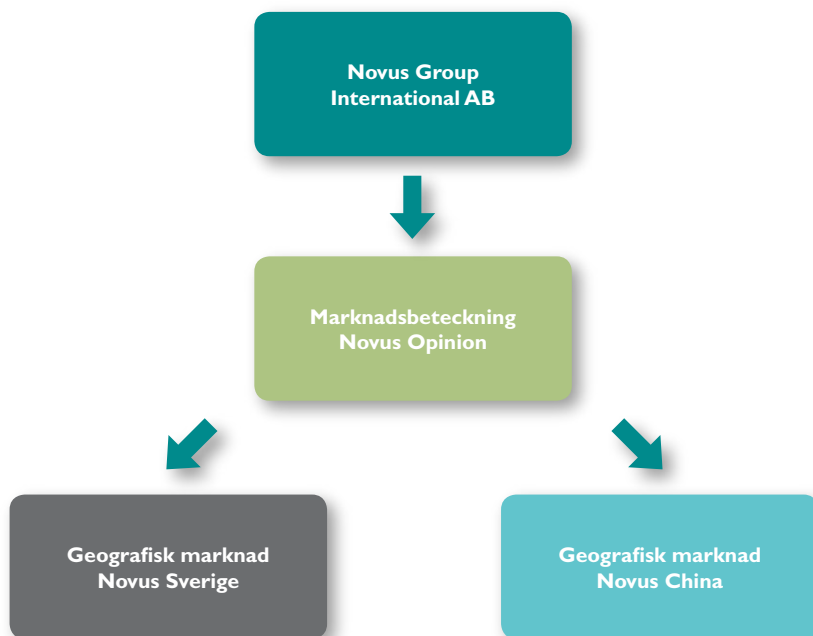 Novus Group
International AB
Marknadsbeteckning
Novus Opinion
Geografisk marknad
Novus Sverige
Geografisk marknad
Novus China